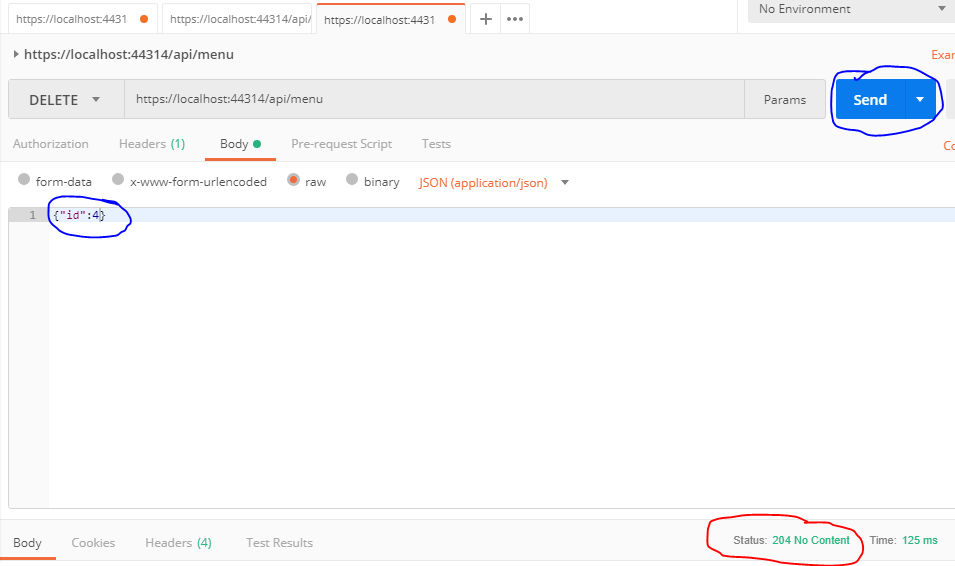 https://localhost:4431 https://localhost:44314/api/ https://localhost:4431 No Environment
https://localhost:44314/api/menu
DELETE https://localhost:44314/api/menu Params Send
Authorization Headers (1) Body Pre-request Script Tests
form-data x-www-form-urlencoded raw binary JSON (application/json)
1 {"id":4}
Body Cookies Headers (4) Test Results Status: 204 No Content Time: 125 ms